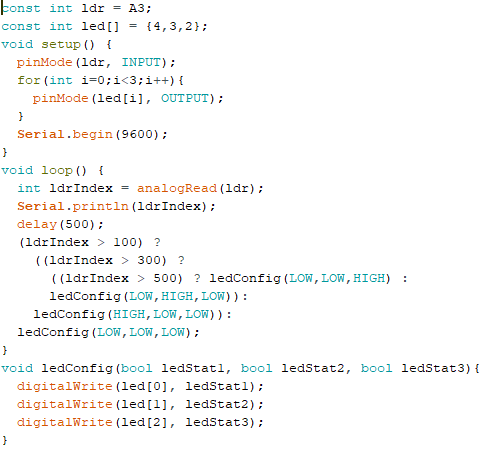 const int ldr = A3;
const int led[] = {4,3,2};
void setup() {
  pinMode(ldr, INPUT);
  for(int i=0;i<3;i++){
    pinMode(led[i], OUTPUT);
  }
  Serial.begin(9600);
}
void loop() {
  int ldrIndex = analogRead(ldr);
  Serial.println(ldrIndex);
  delay(500);
  (ldrIndex > 100) ?
    ((ldrIndex > 300) ?
      ((ldrIndex > 500) ? ledConfig(LOW,LOW,HIGH) :
      ledConfig(LOW,HIGH,LOW)):
    ledConfig(HIGH,LOW,LOW)):
  ledConfig(LOW,LOW,LOW);
}
void ledConfig(bool ledStat1, bool ledStat2, bool ledStat3){
  digitalWrite(led[0], ledStat1);
  digitalWrite(led[1], ledStat2);
  digitalWrite(led[2], ledStat3);
}